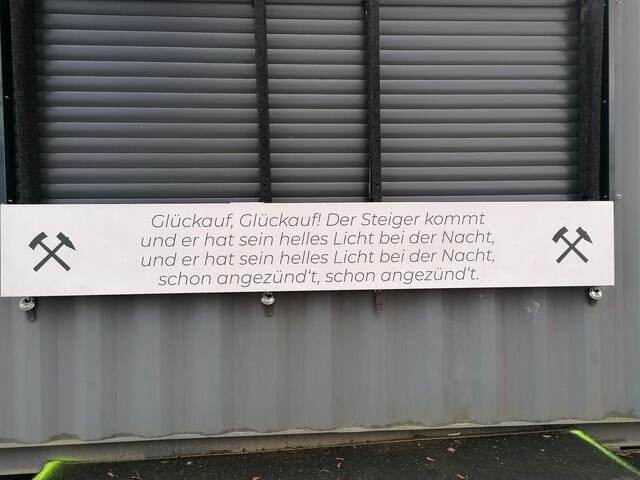 Glückauf, Glückauf! Der Steiger kommt
und er hat sein helles Licht bei der Nacht,
und er hat sein helles Licht bei der Nacht,
schon angezünd't, schon angezünd't.